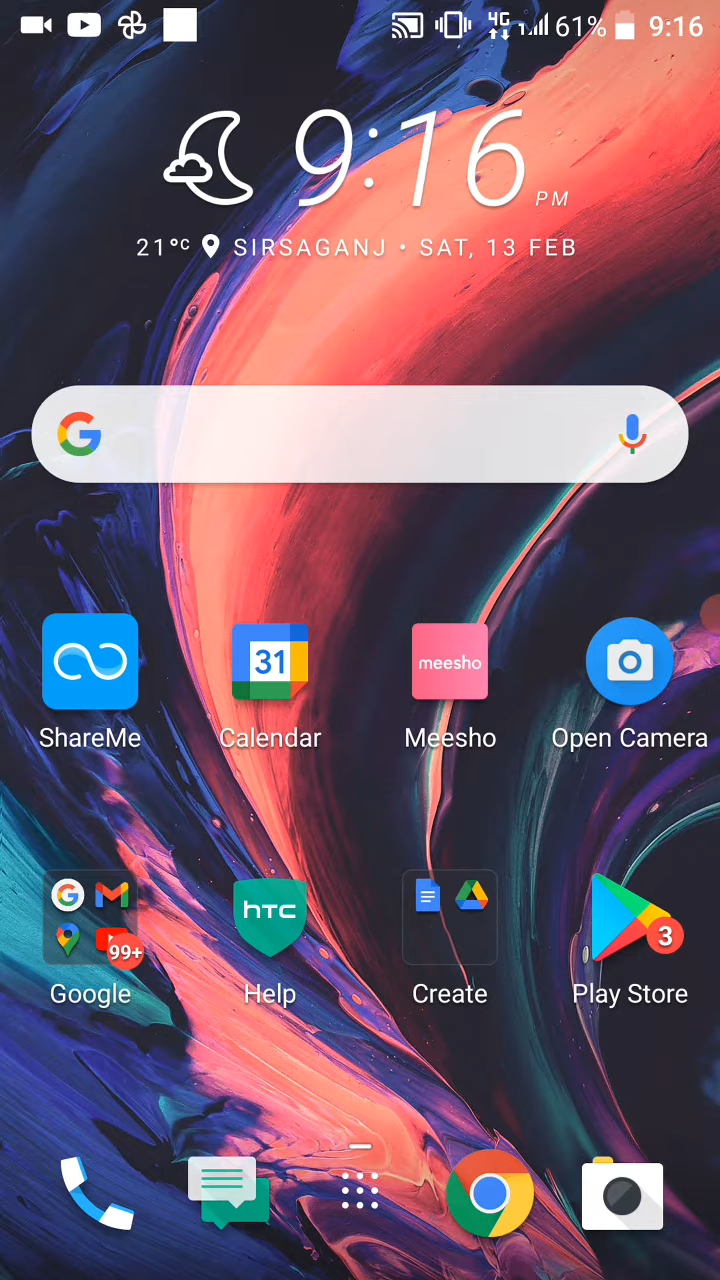 4G 61% 9:16
9:16 PM
21°C SIRSAGANJ • SAT, 13 FEB
31
meesho
ShareMe Calendar Meesho Open Camera
99+ hTC 3
Google Help Create Play Store